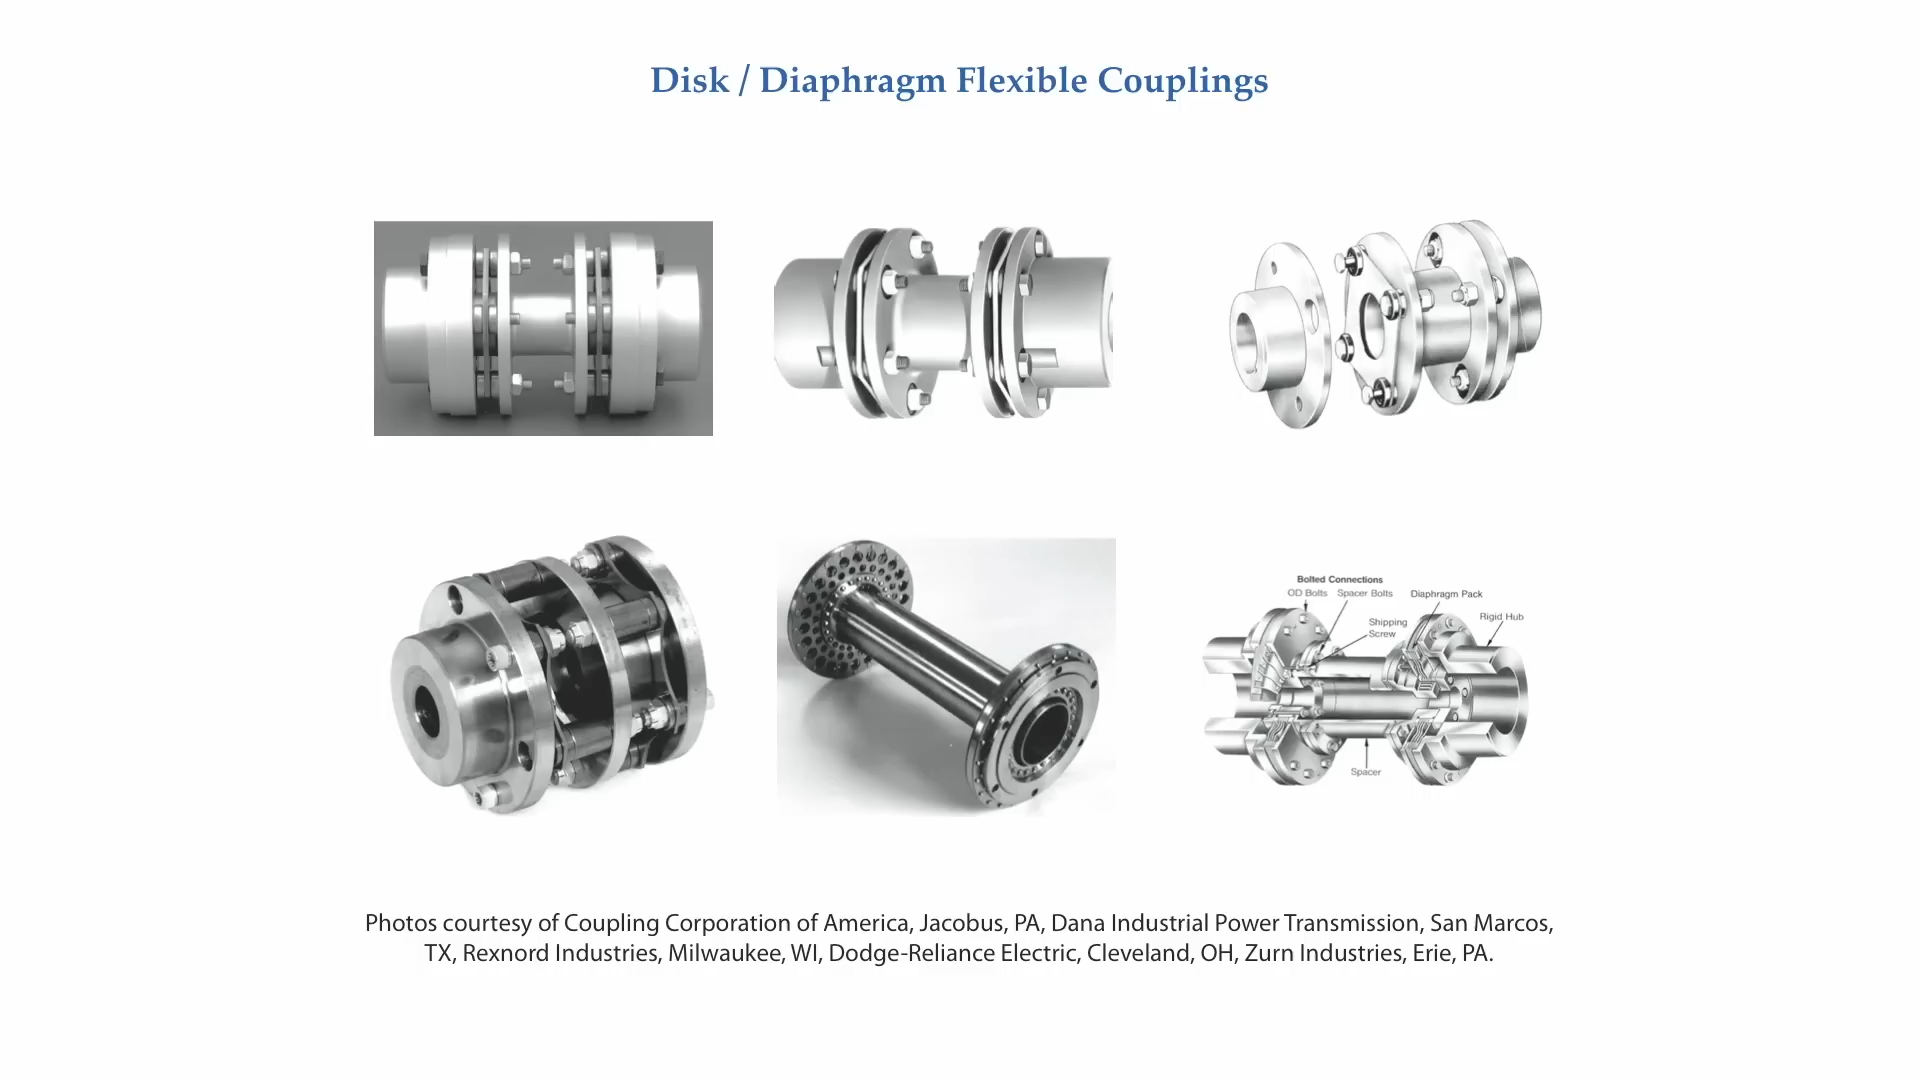 Disk / Diaphragm Flexible Couplings
Bolted Connections
OD Bolts Spacer Bolts
Diaphragm Pack
Rigid Hub
Shipping
Screw
Spacer
Photos courtesy of Coupling Corporation of America, Jacobus, PA, Dana Industrial Power Transmission, San Marcos,
TX, Rexnord Industries, Milwaukee, WI, Dodge-Reliance Electric, Cleveland, OH, Zurn Industries, Erie, PA.